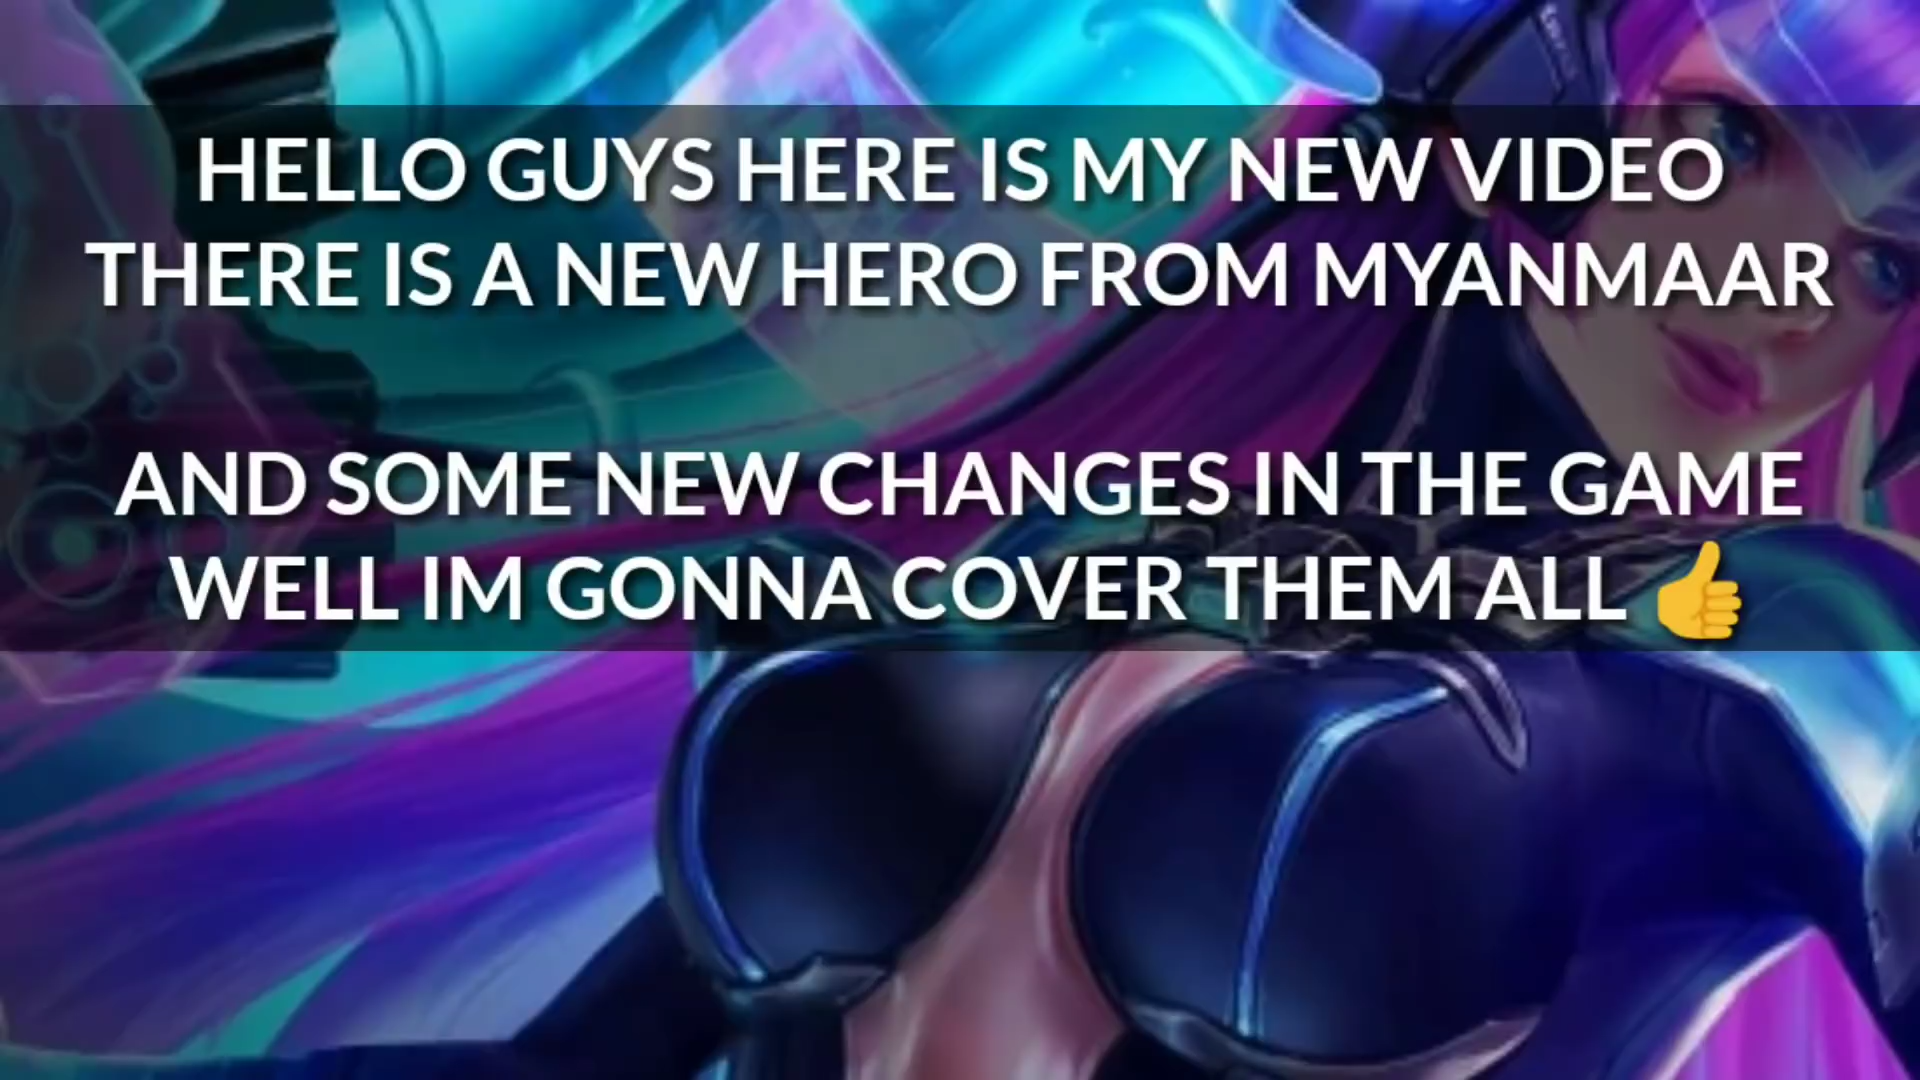 HELLO GUYS HERE IS MY NEW VIDEO
THERE IS A NEW HERO FROM MYANMAAR
AND SOME NEW CHANGES IN THE GAME
WELL IM GONNA COVER THEM ALL 👍